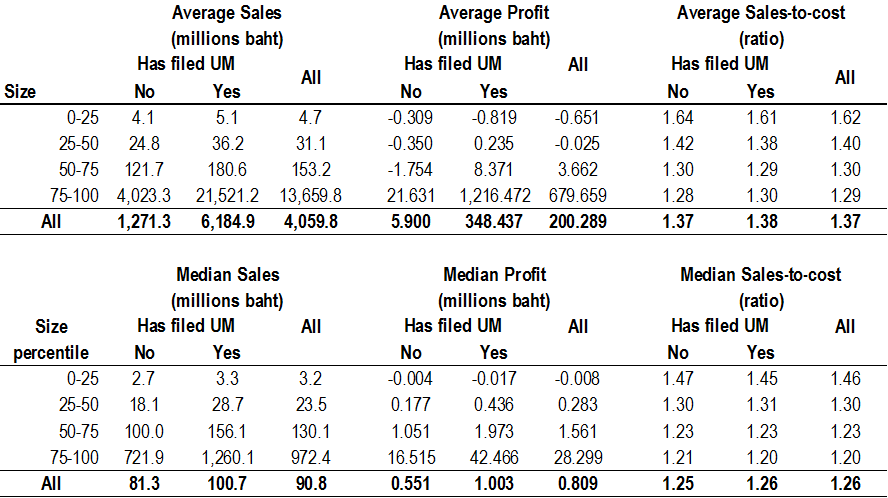 Average Sales Average Profit Average Sales-to-cost
(millions baht) (millions baht) (ratio)
Has filed UM All Has filed UM All Has filed UM All
Size No Yes No Yes No Yes
0-25 4.1 5.1 4.7 -0.309 -0.819 -0.651 1.64 1.61 1.62
25-50 24.8 36.2 31.1 -0.350 0.235 -0.025 1.42 1.38 1.40
50-75 121.7 180.6 153.2 -1.754 8.371 3.662 1.30 1.29 1.30
75-100 4,023.3 21,521.2 13,659.8 21.631 1,216.472 679.659 1.28 1.30 1.29
All 1,271.3 6,184.9 4,059.8 5.900 348.437 200.289 1.37 1.38 1.37
Median Sales Median Profit Median Sales-to-cost
(millions baht) (millions baht) (ratio)
Size Has filed UM All Has filed UM All Has filed UM All
percentile No Yes No Yes No Yes
0-25 2.7 3.3 3.2 -0.004 -0.017 -0.008 1.47 1.45 1.46
25-50 18.1 28.7 23.5 0.177 0.436 0.283 1.30 1.31 1.30
50-75 100.0 156.1 130.1 1.051 1.973 1.561 1.23 1.23 1.23
75-100 721.9 1,260.1 972.4 16.515 42.466 28.299 1.21 1.20 1.20
All 81.3 100.7 90.8 0.551 1.003 0.809 1.25 1.26 1.26